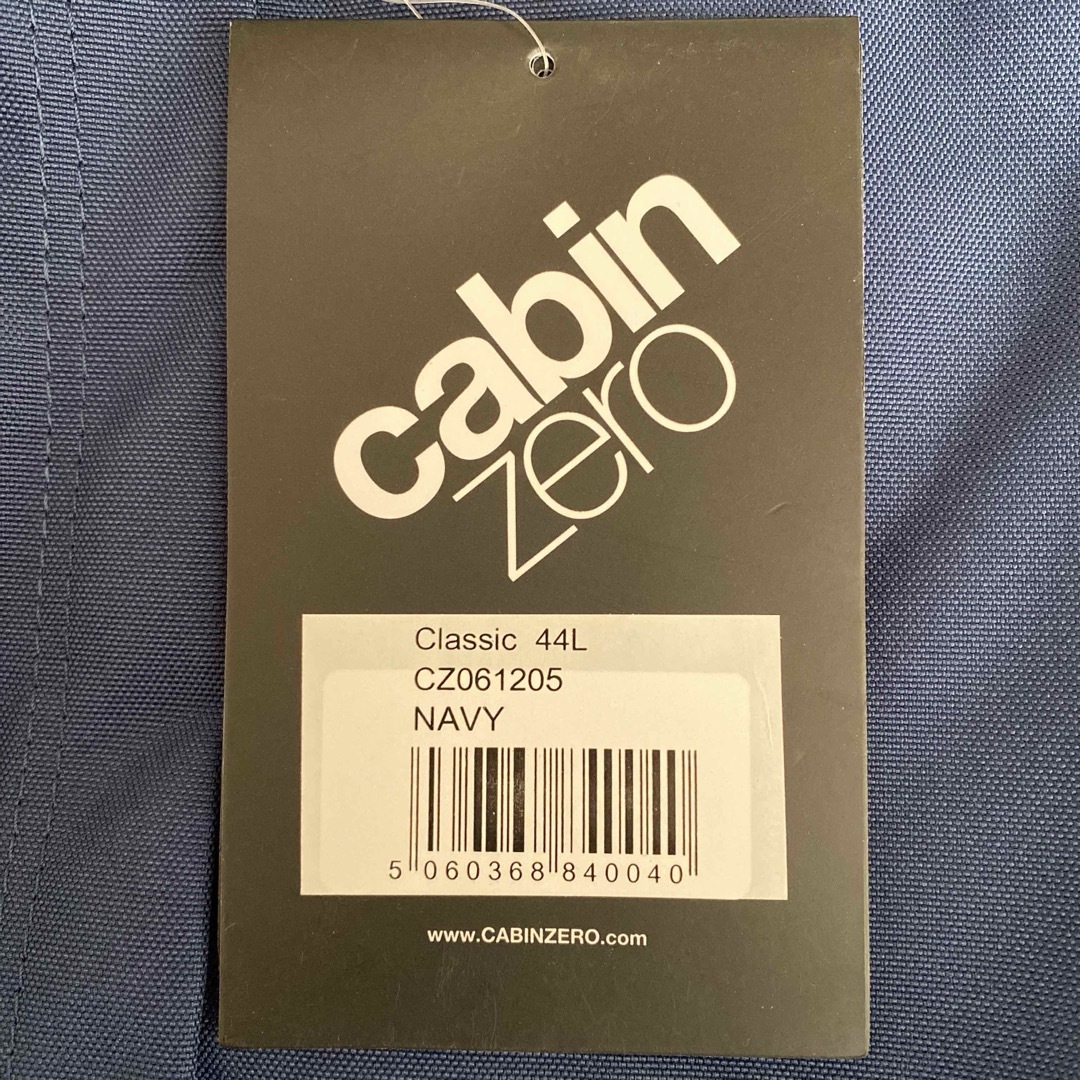 cabin
zero
Classic 44L
CZ061205
NAVY
5 060368 840040
www.CABINZERO.com